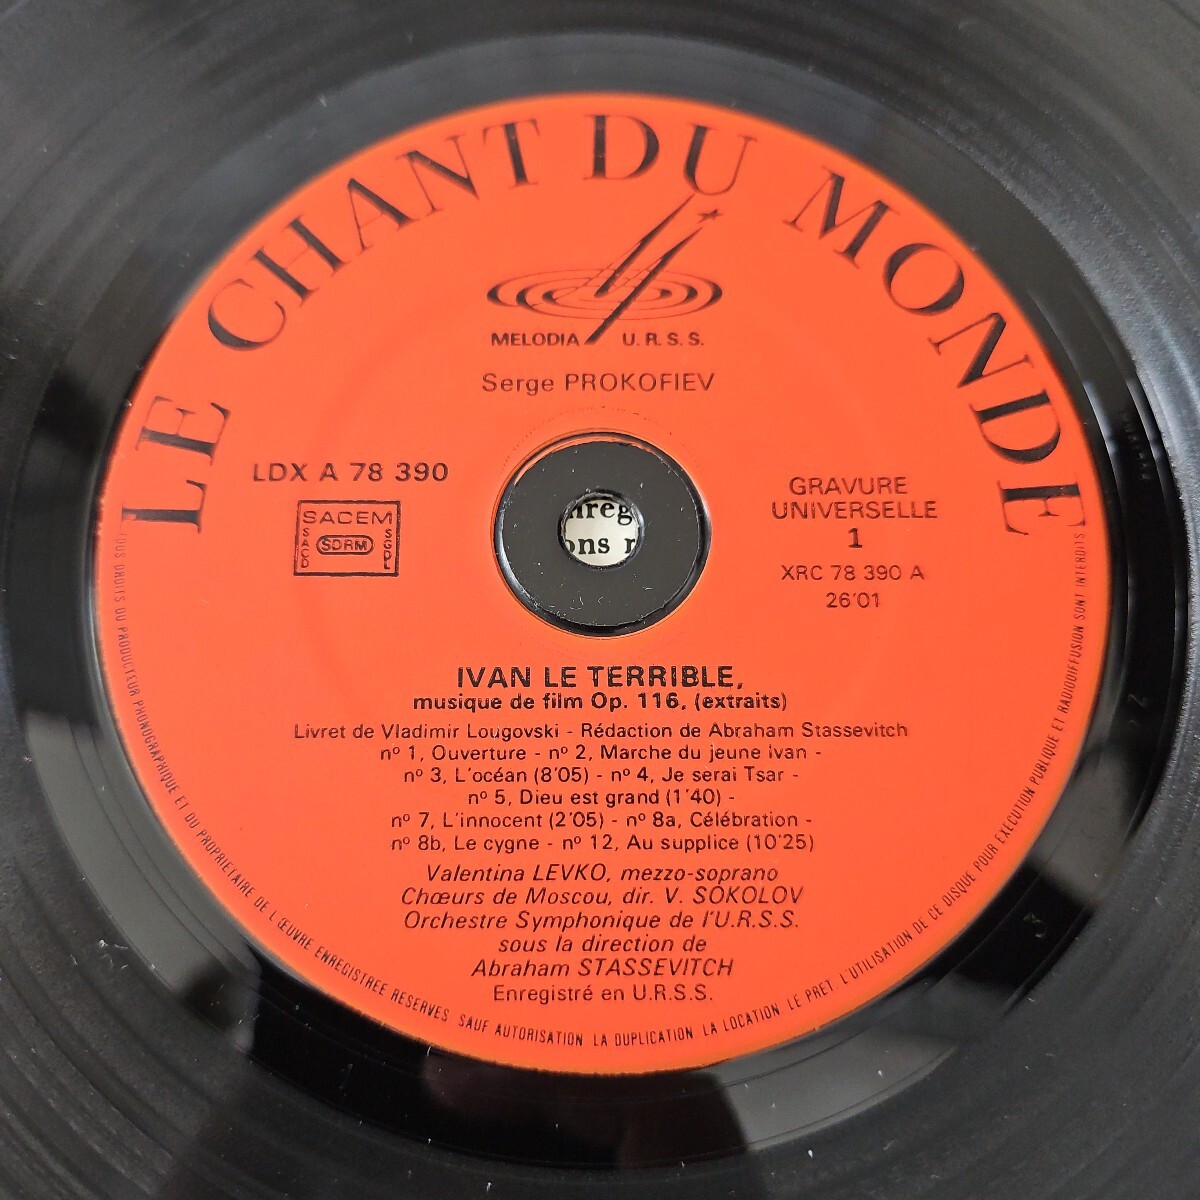 LE CHANT DU MONDE
MELODIA U.R.S.S.
Serge PROKOFIEV
LDX A 78 390
SACEM
SACD
SDRM
SGDL
GRAVURE
UNIVERSELLE
1
XRC 78 390 A
26'01
nreg
ons
IVAN LE TERRIBLE,
musique de film Op. 116, (extraits)
Livret de Vladimir Lougovski - Rédaction de Abraham Stassevitch
nº 1, Ouverture - nº 2, Marche du jeune Ivan -
nº 3, L'océan (8'05) - nº 4, Je serai Tsar -
nº 5, Dieu est grand (1'40) -
nº 7, L'innocent (2'05) - nº 8a, Célébration -
nº 8b, Le cygne - nº 12, Au supplice (10'25)
Valentina LEVKO, mezzo-soprano
Chœurs de Moscou, dir. V. SOKOLOV
Orchestre Symphonique de l'U.R.S.S.
sous la direction de
Abraham STASSEVITCH
Enregistré en U.R.S.S.
TOUS DROITS DU PRODUCTEUR PHONOGRAPHIQUE ET DU PROPRIETAIRE DE L'ŒUVRE ENREGISTREE RESERVES. SAUF AUTORISATION LA DUPLICATION LA LOCATION LE PRET, L'UTILISATION DE CE DISQUE POUR EXECUTION PUBLIQUE ET RADIODIFFUSION SONT INTERDITS